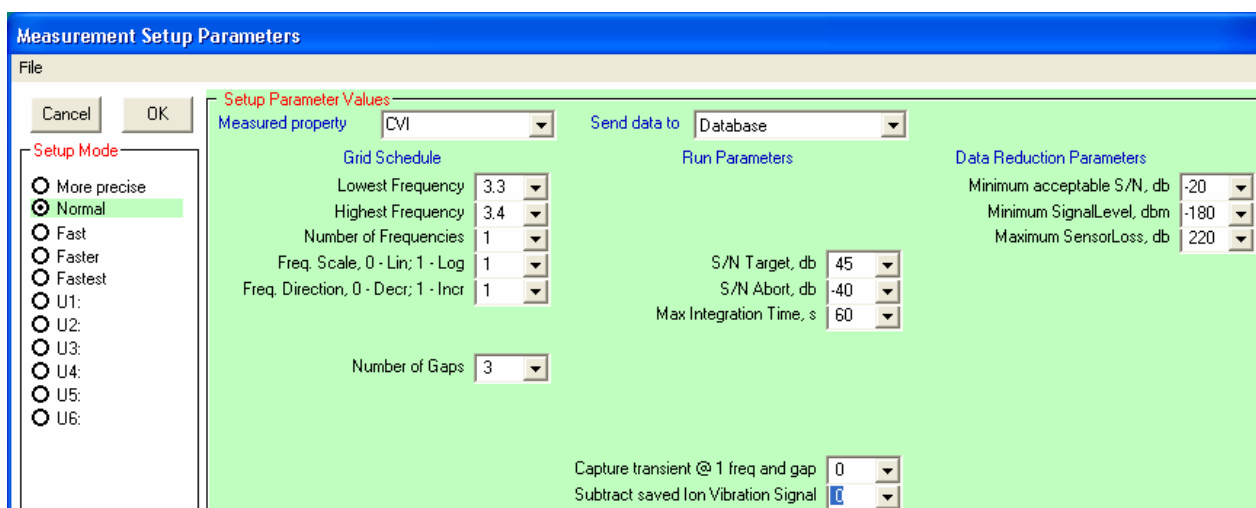 Measurement Setup Parameters
File
Cancel OK
Setup Mode
More precise
Normal
Fast
Faster
Fastest
U1:
U2:
U3:
U4:
U5:
U6:
Setup Parameter Values
Measured property CVI Send data to Database
Grid Schedule
Lowest Frequency 3.3
Highest Frequency 3.4
Number of Frequencies 1
Freq. Scale, 0 - Lin; 1 - Log 1
Freq. Direction, 0 - Decr; 1 - Incr 1
Number of Gaps 3
Run Parameters
S/N Target, db 45
S/N Abort, db -40
Max Integration Time, s 60
Capture transient @ 1 freq and gap 0
Subtract saved Ion Vibration Signal 0
Data Reduction Parameters
Minimum acceptable S/N, db -20
Minimum SignalLevel, dbm -180
Maximum SensorLoss, db 220